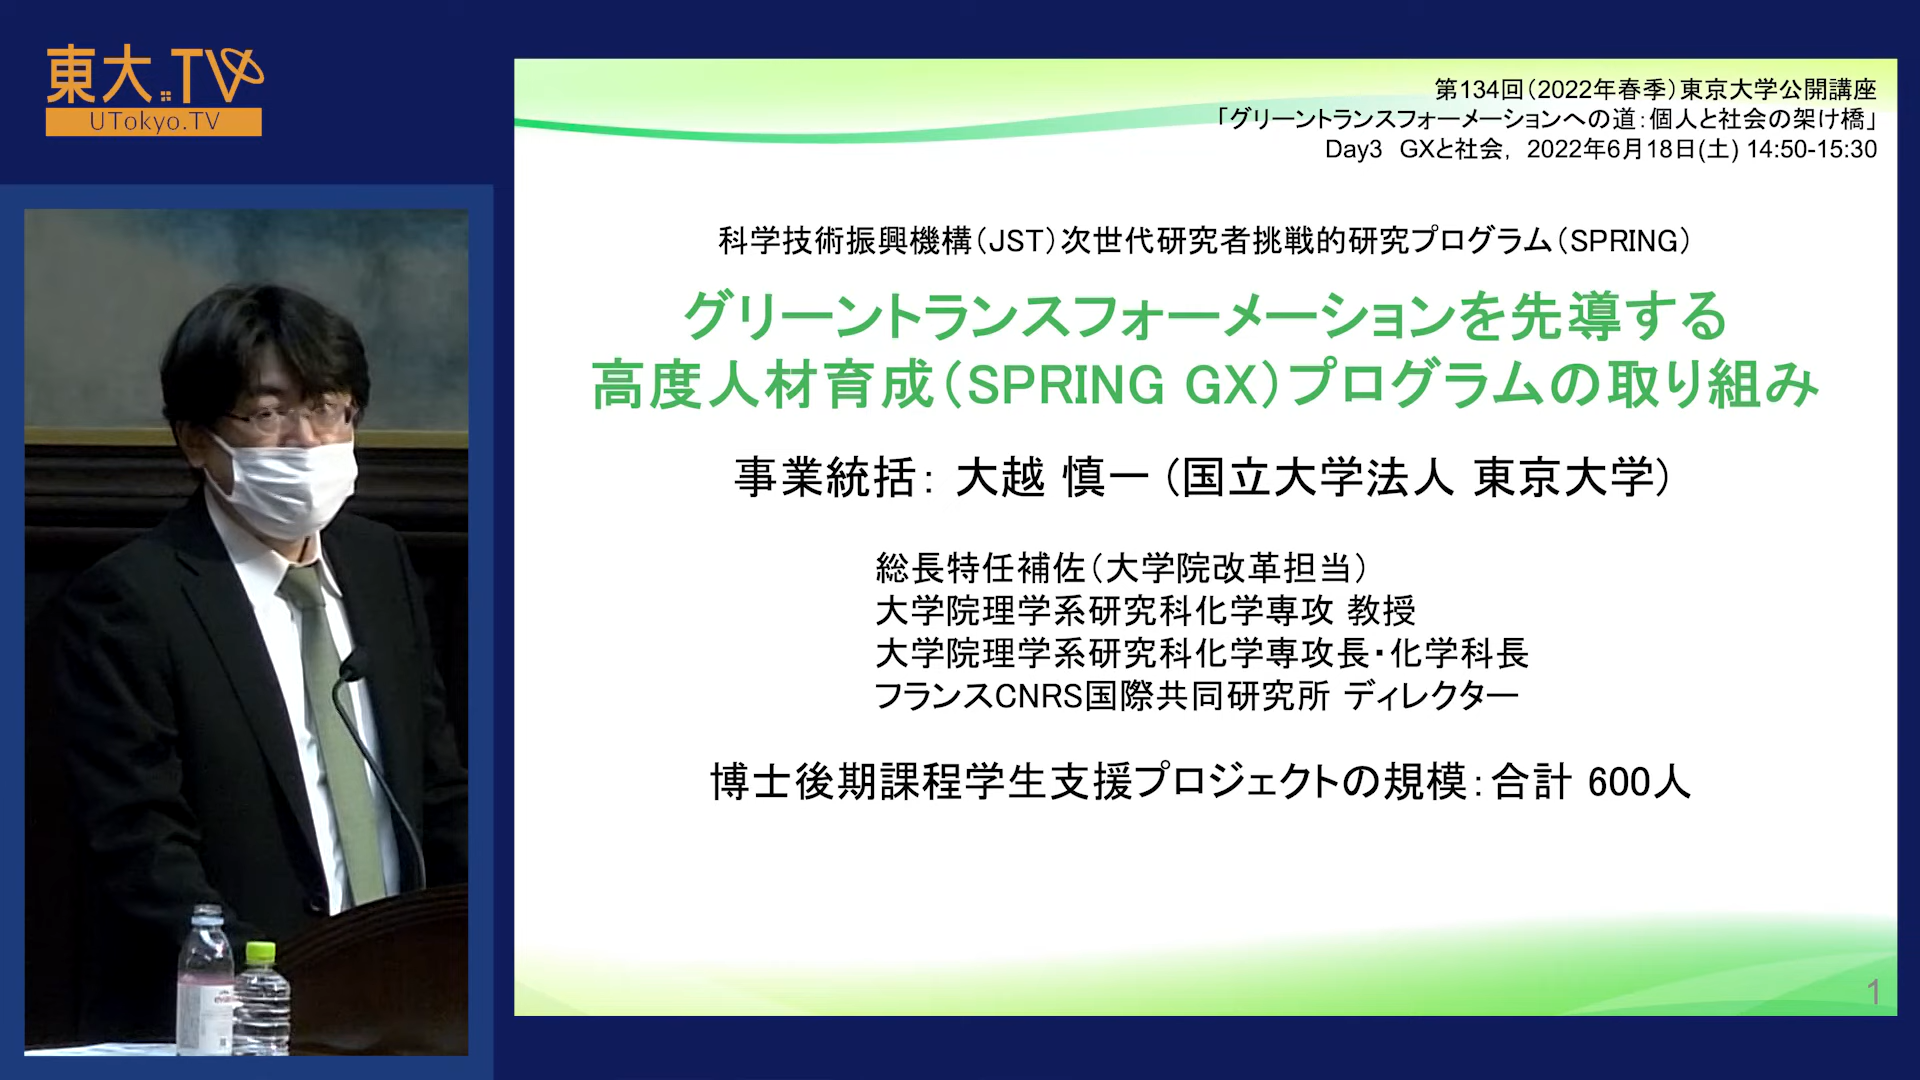 東大.TV
UTokyo.TV
第134回（2022年春季）東京大学公開講座
「グリーントランスフォーメーションへの道：個人と社会の架け橋」
Day3　GXと社会，2022年6月18日(土) 14:50-15:30
科学技術振興機構（JST）次世代研究者挑戦的研究プログラム（SPRING）
グリーントランスフォーメーションを先導する
高度人材育成（SPRING GX）プログラムの取り組み
事業統括： 大越 慎一 (国立大学法人 東京大学)
総長特任補佐（大学院改革担当）
大学院理学系研究科化学専攻 教授
大学院理学系研究科化学専攻長・化学科長
フランスCNRS国際共同研究所 ディレクター
博士後期課程学生支援プロジェクトの規模：合計 600人
1